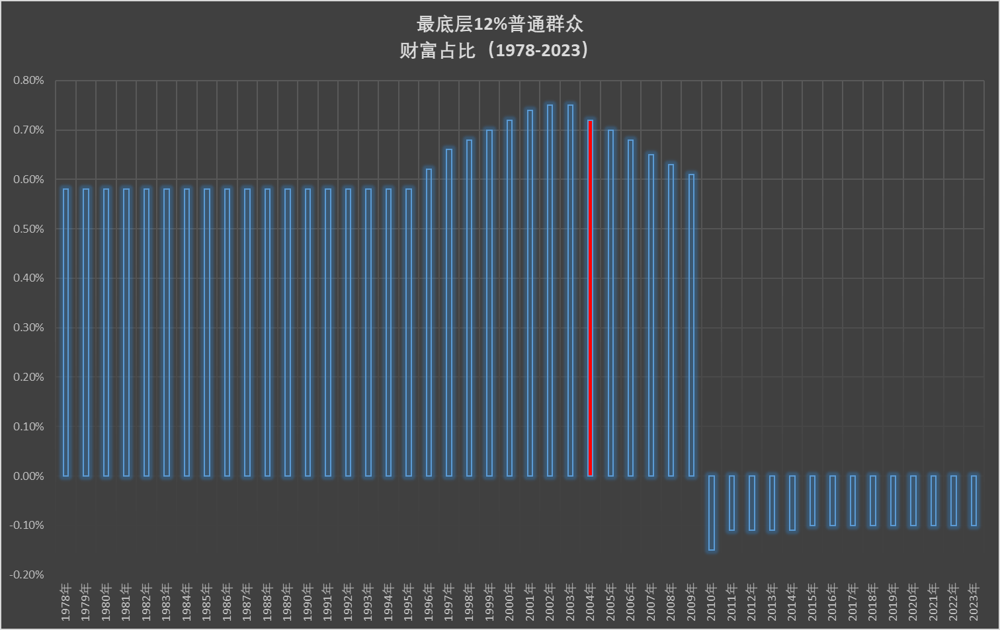 最底层12%普通群众
财富占比（1978-2023）
0.80%
0.70%
0.60%
0.50%
0.40%
0.30%
0.20%
0.10%
0.00%
-0.10%
-0.20%
1978年
1979年
1980年
1981年
1982年
1983年
1984年
1985年
1986年
1987年
1988年
1989年
1990年
1991年
1992年
1993年
1994年
1995年
1996年
1997年
1998年
1999年
2000年
2001年
2002年
2003年
2004年
2005年
2006年
2007年
2008年
2009年
2010年
2011年
2012年
2013年
2014年
2015年
2016年
2017年
2018年
2019年
2020年
2021年
2022年
2023年